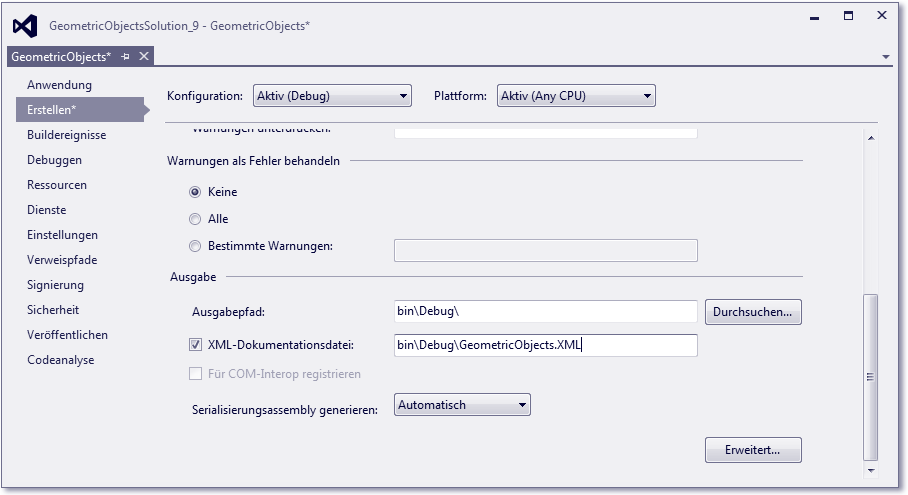 GeometricObjectsSolution_9 - GeometricObjects*
GeometricObjects*
Anwendung
Erstellen*
Buildereignisse
Debuggen
Ressourcen
Dienste
Einstellungen
Verweispfade
Signierung
Sicherheit
Veröffentlichen
Codeanalyse
Konfiguration: Aktiv (Debug) Plattform: Aktiv (Any CPU)
Warnungen unterdrücken:
Warnungen als Fehler behandeln
Keine
Alle
Bestimmte Warnungen:
Ausgabe
Ausgabepfad: bin\Debug\ Durchsuchen...
XML-Dokumentationsdatei: bin\Debug\GeometricObjects.XML
Für COM-Interop registrieren
Serialisierungsassembly generieren: Automatisch
Erweitert...